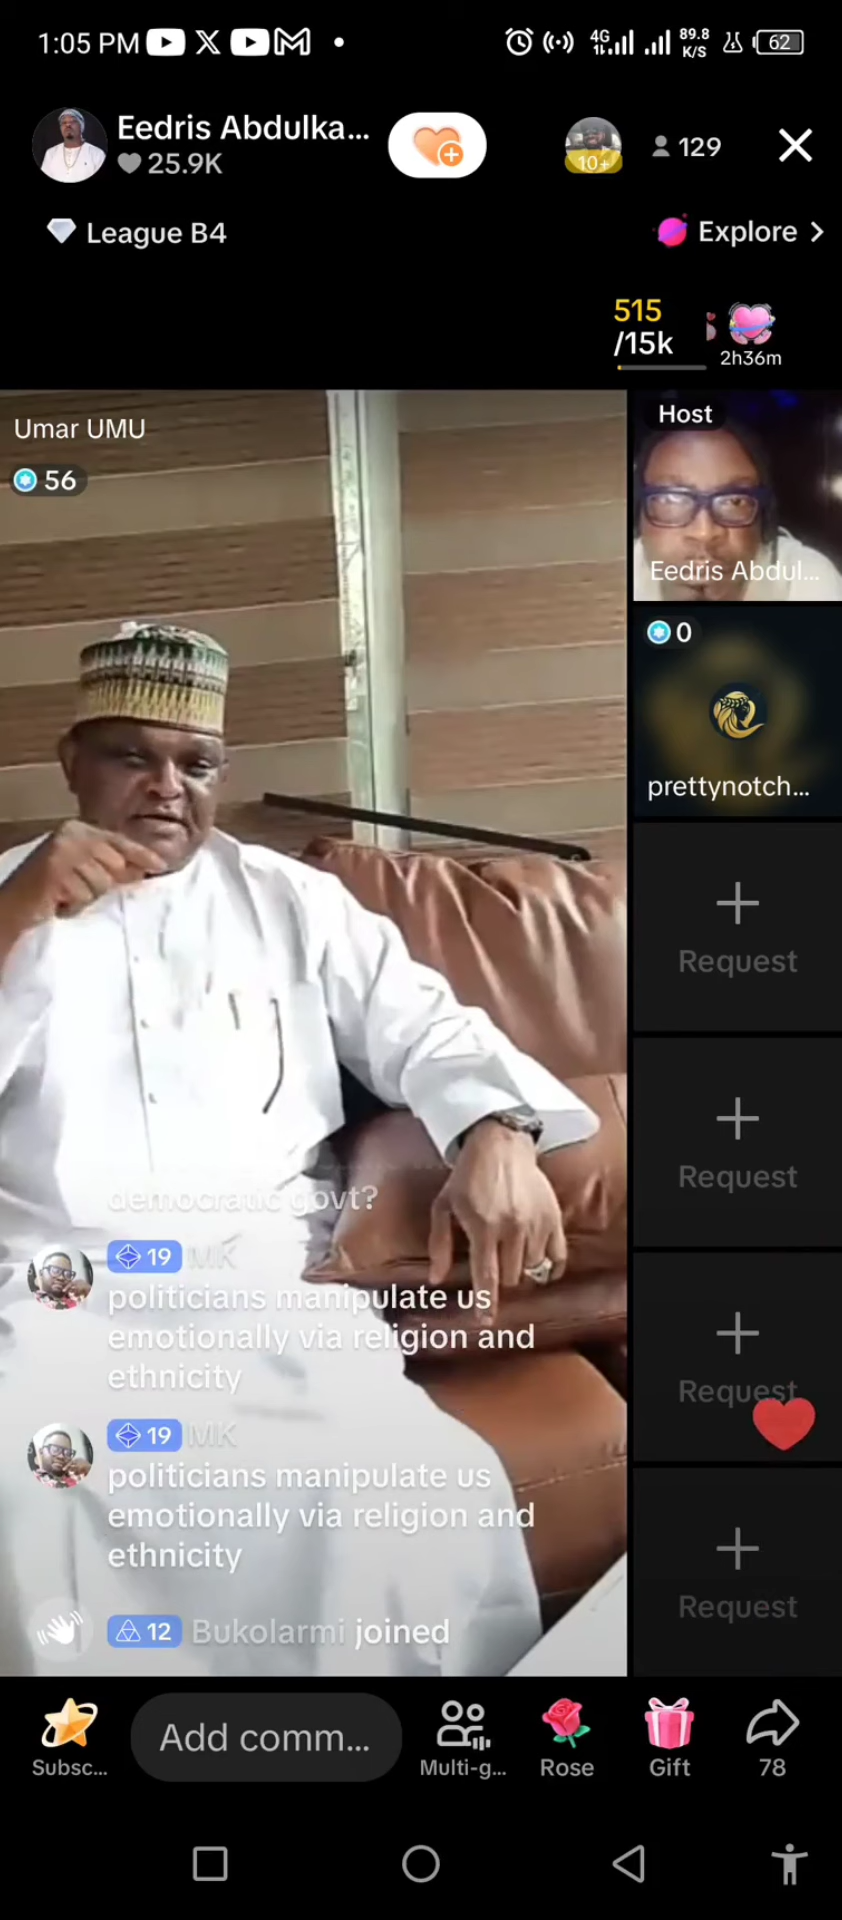 1:05 PM
4G
89.8
K/S
62
Eedris Abdulka...
25.9K
10+
129
League B4
Explore >
515
/15k
2h36m
Umar UMU
56
Host
Eedris Abdul...
0
prettynotch...
Request
Request
Request
Request
democratic govt?
19 MK
politicians manipulate us
emotionally via religion and
ethnicity
19 MK
politicians manipulate us
emotionally via religion and
ethnicity
12 Bukolarmi joined
Subsc...
Add comm...
Multi-g...
Rose
Gift
78